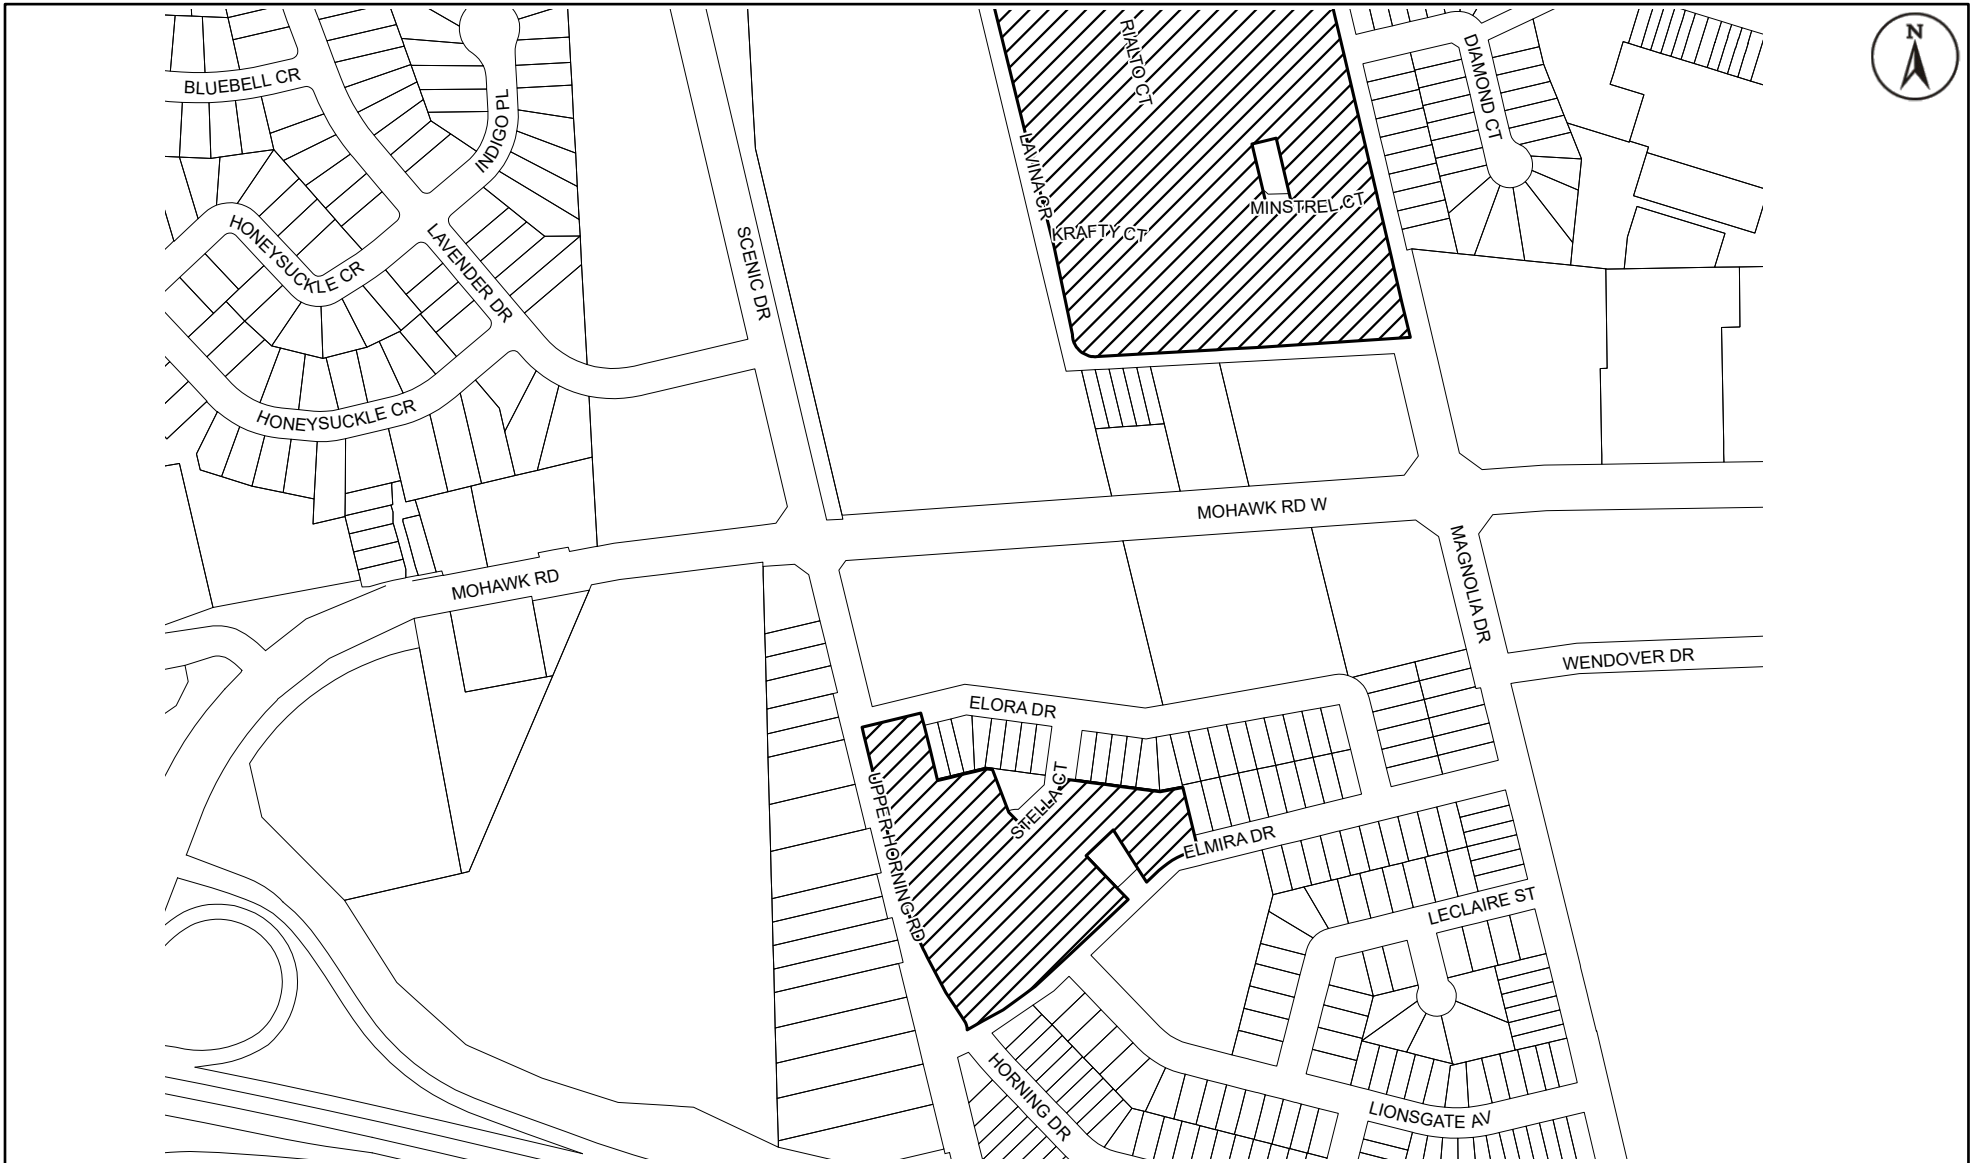 N
RIALTO CT
DIAMOND CT
BLUEBELL CR
INDIGO PL
LAVINA CR
MINSTREL CT
HONEYSUCKLE CR
KRAFTY CT
LAVENDER DR
SCENIC DR
HONEYSUCKLE CR
MOHAWK RD W
MOHAWK RD
MAGNOLIA DR
WENDOVER DR
ELORA DR
STELLA CT
UPPER HORNING RD
ELMIRA DR
LECLAIRE ST
HORNING DR
LIONSGATE AV